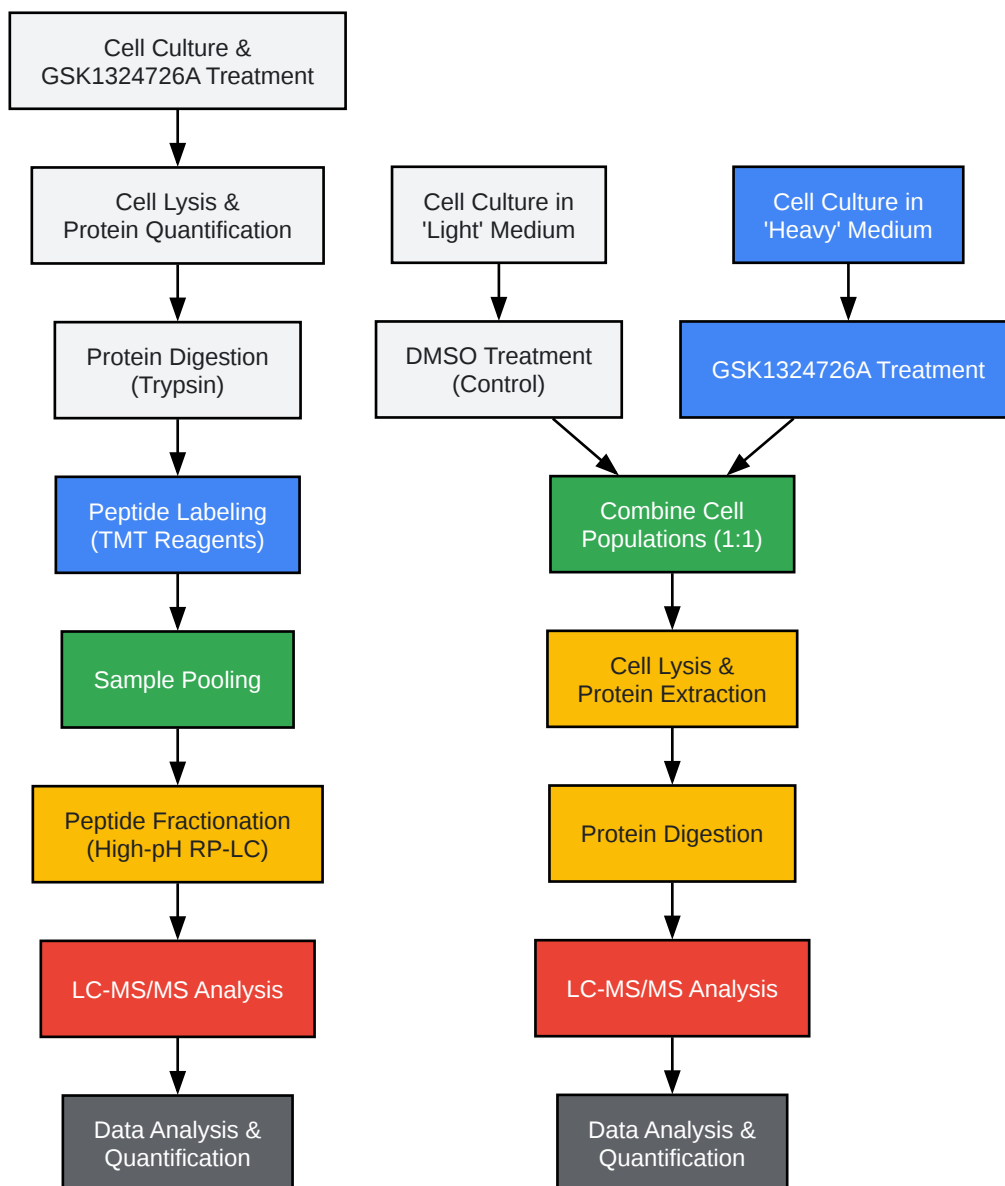 Cell Culture &
GSK1324726A Treatment
Cell Lysis &
Protein Quantification
Protein Digestion
(Trypsin)
Peptide Labeling
(TMT Reagents)
Sample Pooling
Peptide Fractionation
(High-pH RP-LC)
LC-MS/MS Analysis
Data Analysis &
Quantification
Cell Culture in
'Light' Medium
DMSO Treatment
(Control)
Cell Culture in
'Heavy' Medium
GSK1324726A Treatment
Combine Cell
Populations (1:1)
Cell Lysis &
Protein Extraction
Protein Digestion
LC-MS/MS Analysis
Data Analysis &
Quantification